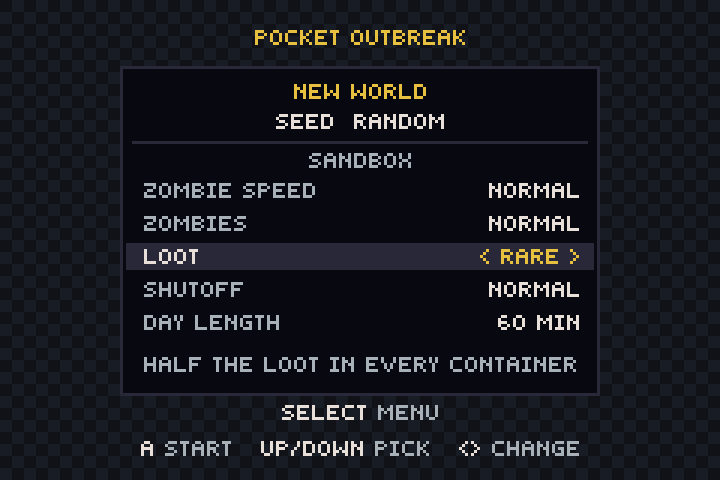 POCKET OUTBREAK
NEW WORLD
SEED RANDOM
SANDBOX
ZOMBIE SPEED NORMAL
ZOMBIES NORMAL
LOOT < RARE >
SHUTOFF NORMAL
DAY LENGTH 60 MIN
HALF THE LOOT IN EVERY CONTAINER
SELECT MENU
A START UP/DOWN PICK <> CHANGE